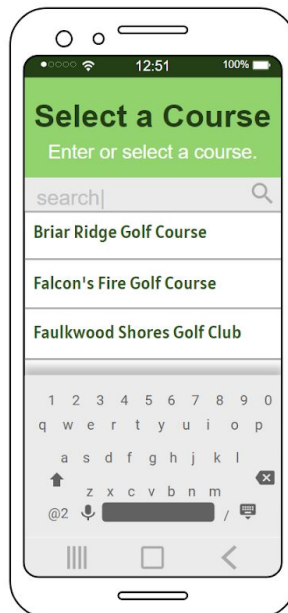 12:51 100%
Select a Course
Enter or select a course.
search|
Briar Ridge Golf Course
Falcon's Fire Golf Course
Faulkwood Shores Golf Club
1 2 3 4 5 6 7 8 9 0
q w e r t y u i o p
a s d f g h j k l
z x c v b n m
@2 /